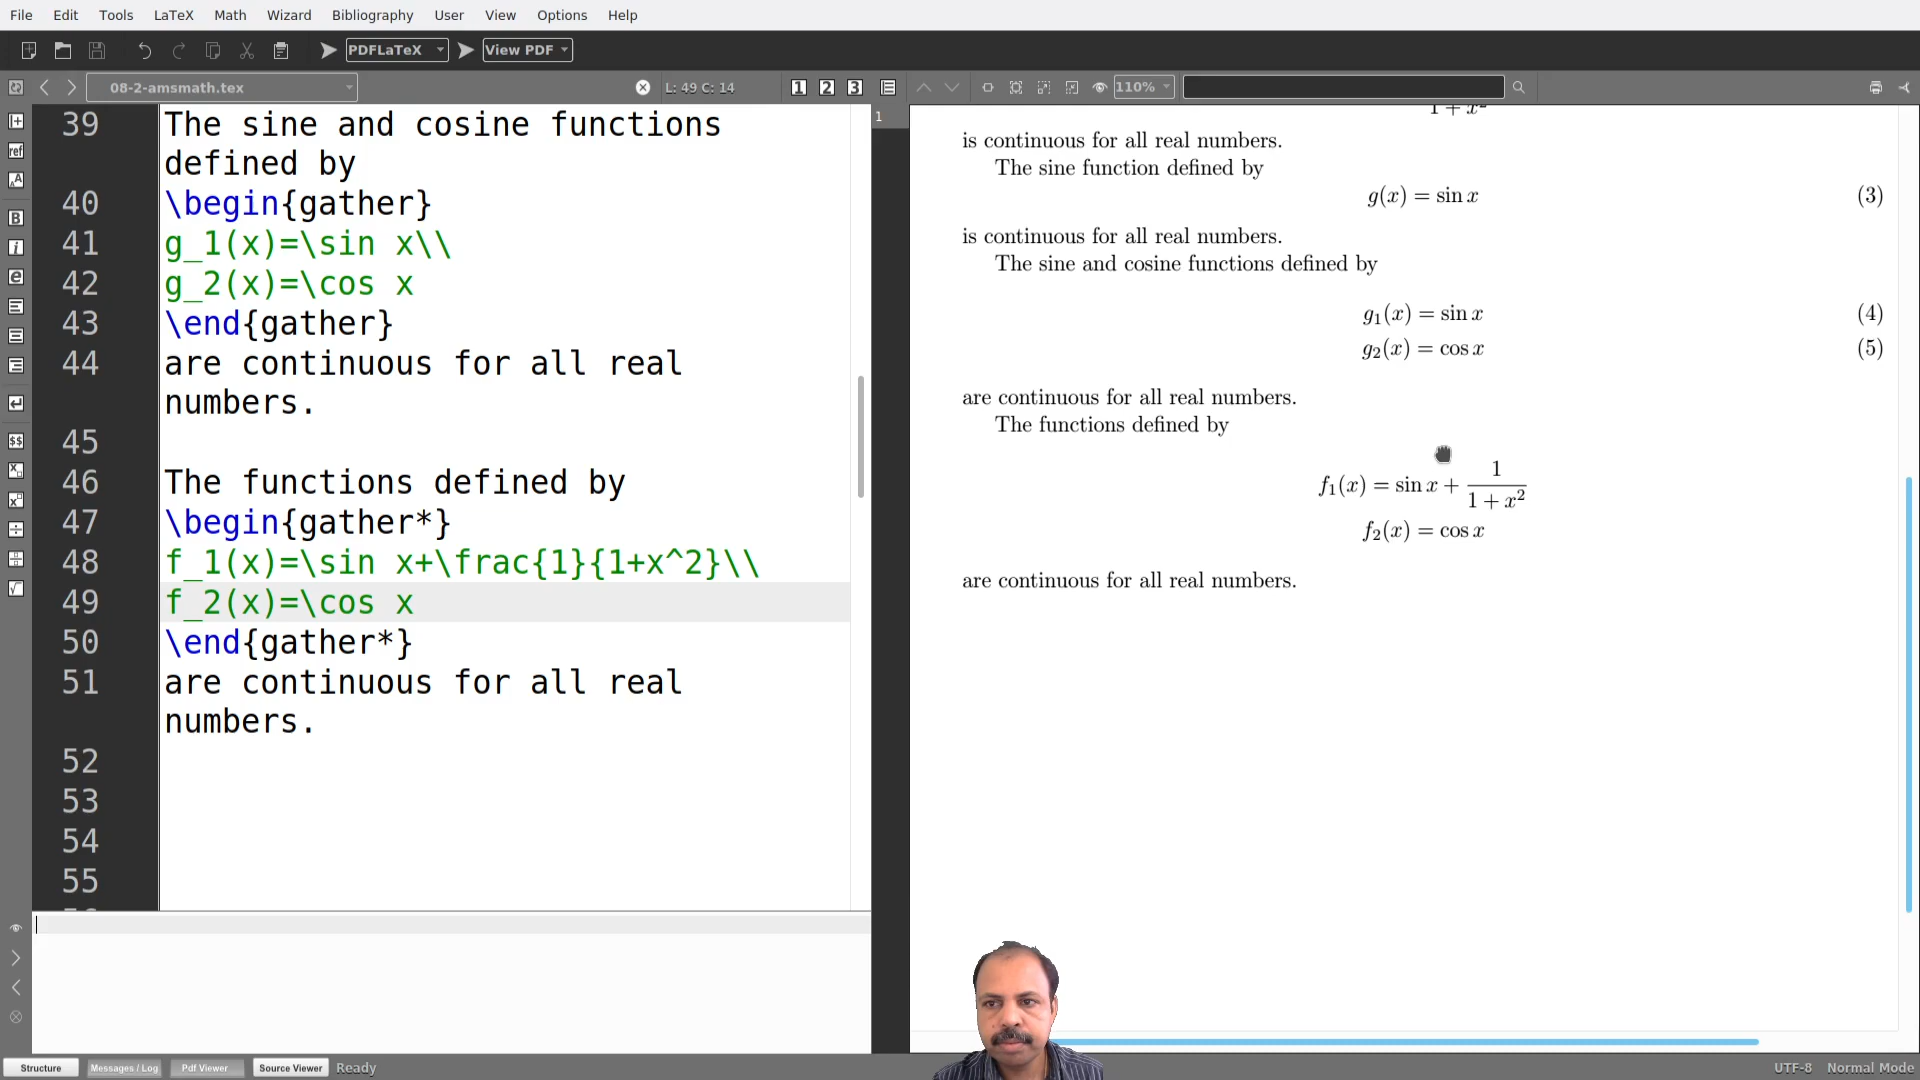 File Edit Tools LaTeX Math Wizard Bibliography User View Options Help
PDFLaTeX View PDF
08-2-amsmath.tex L: 49 C: 14 1 2 3 110%
39 The sine and cosine functions
defined by
40 \begin{gather}
41 g_1(x)=\sin x\\
42 g_2(x)=\cos x
43 \end{gather}
44 are continuous for all real
numbers.
45
46 The functions defined by
47 \begin{gather*}
48 f_1(x)=\sin x+\frac{1}{1+x^2}\\
49 f_2(x)=\cos x
50 \end{gather*}
51 are continuous for all real
numbers.
52
53
54
55
1
1 + x²
is continuous for all real numbers.
The sine function defined by
g(x) = sin x (3)
is continuous for all real numbers.
The sine and cosine functions defined by
g₁(x) = sin x (4)
g₂(x) = cos x (5)
are continuous for all real numbers.
The functions defined by
f₁(x) = sin x + 1/(1 + x²)
f₂(x) = cos x
are continuous for all real numbers.
Structure Messages / Log Pdf Viewer Source Viewer Ready UTF-8 Normal Mode